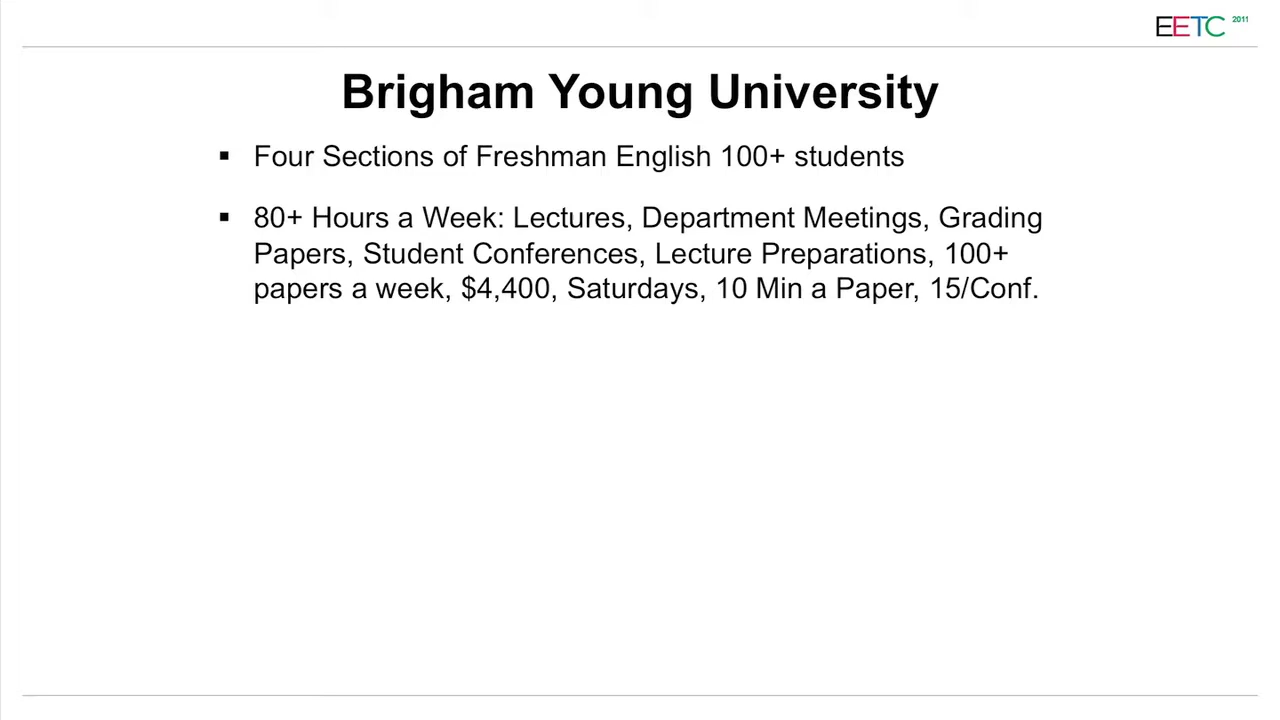 EETC 2011
Brigham Young University
▪ Four Sections of Freshman English 100+ students
▪ 80+ Hours a Week: Lectures, Department Meetings, Grading
Papers, Student Conferences, Lecture Preparations, 100+
papers a week, $4,400, Saturdays, 10 Min a Paper, 15/Conf.